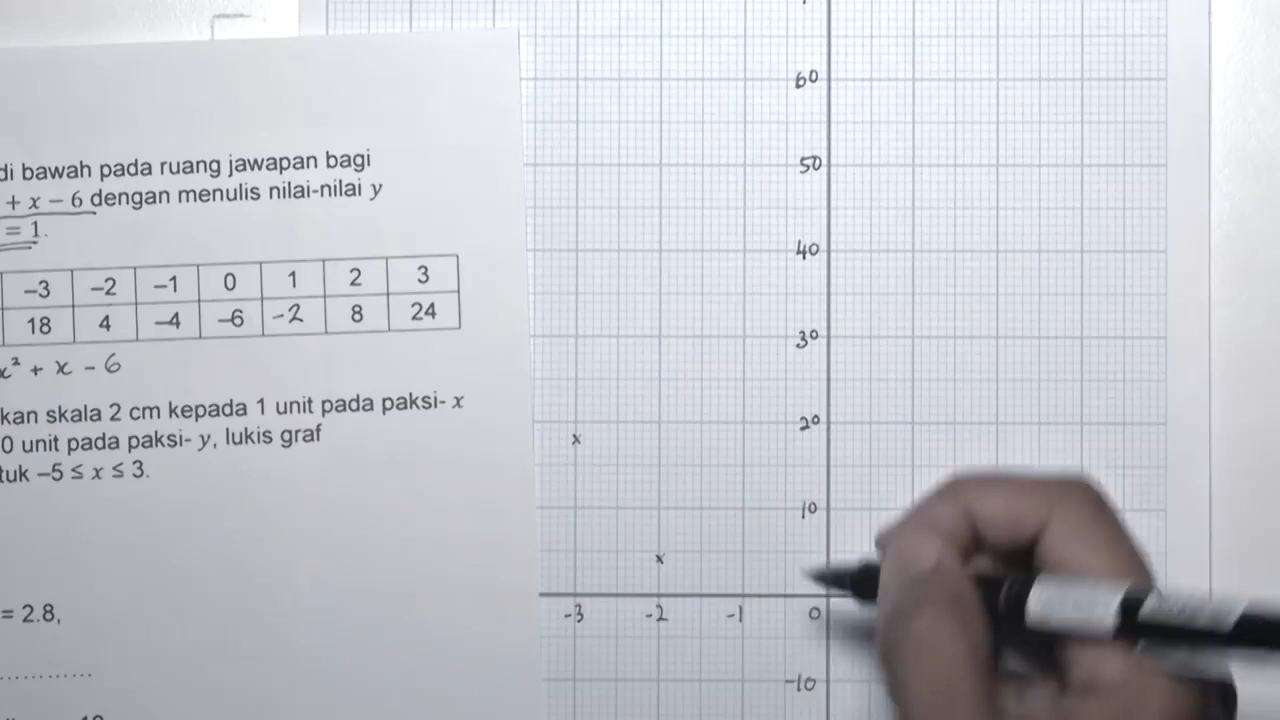 di bawah pada ruang jawapan bagi
+ x − 6 dengan menulis nilai-nilai y
= 1.
−3 −2 −1 0 1 2 3
18 4 −4 −6 -2 8 24
x² + x - 6
kan skala 2 cm kepada 1 unit pada paksi- x
0 unit pada paksi- y, lukis graf
tuk −5 ≤ x ≤ 3.
= 2.8,
....................
60
50
40
30
20
10
-3 -2 -1 0
-10